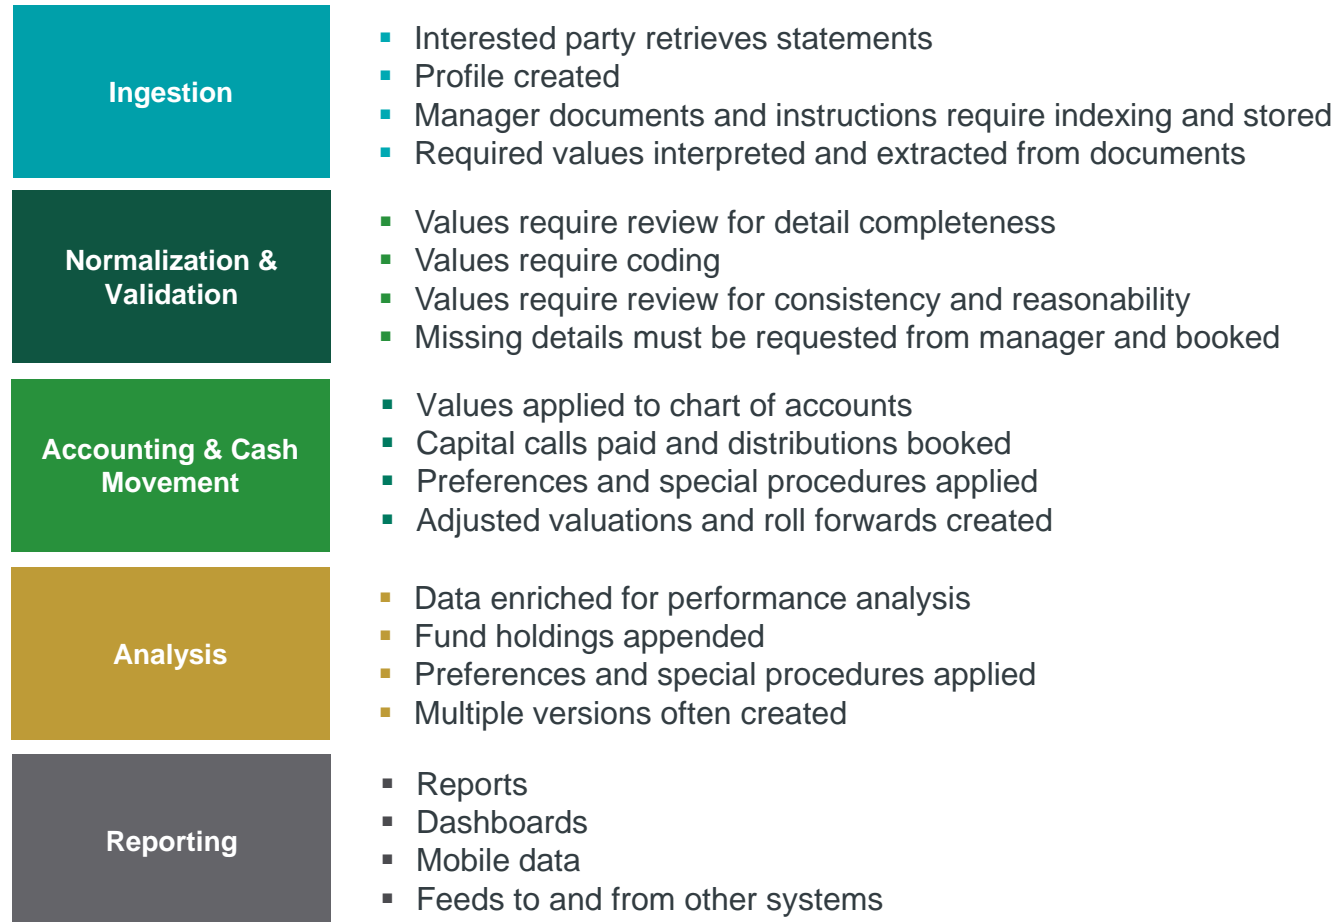 Ingestion
▪ Interested party retrieves statements
▪ Profile created
▪ Manager documents and instructions require indexing and stored
▪ Required values interpreted and extracted from documents
Normalization &
Validation
▪ Values require review for detail completeness
▪ Values require coding
▪ Values require review for consistency and reasonability
▪ Missing details must be requested from manager and booked
Accounting & Cash
Movement
▪ Values applied to chart of accounts
▪ Capital calls paid and distributions booked
▪ Preferences and special procedures applied
▪ Adjusted valuations and roll forwards created
Analysis
▪ Data enriched for performance analysis
▪ Fund holdings appended
▪ Preferences and special procedures applied
▪ Multiple versions often created
Reporting
▪ Reports
▪ Dashboards
▪ Mobile data
▪ Feeds to and from other systems